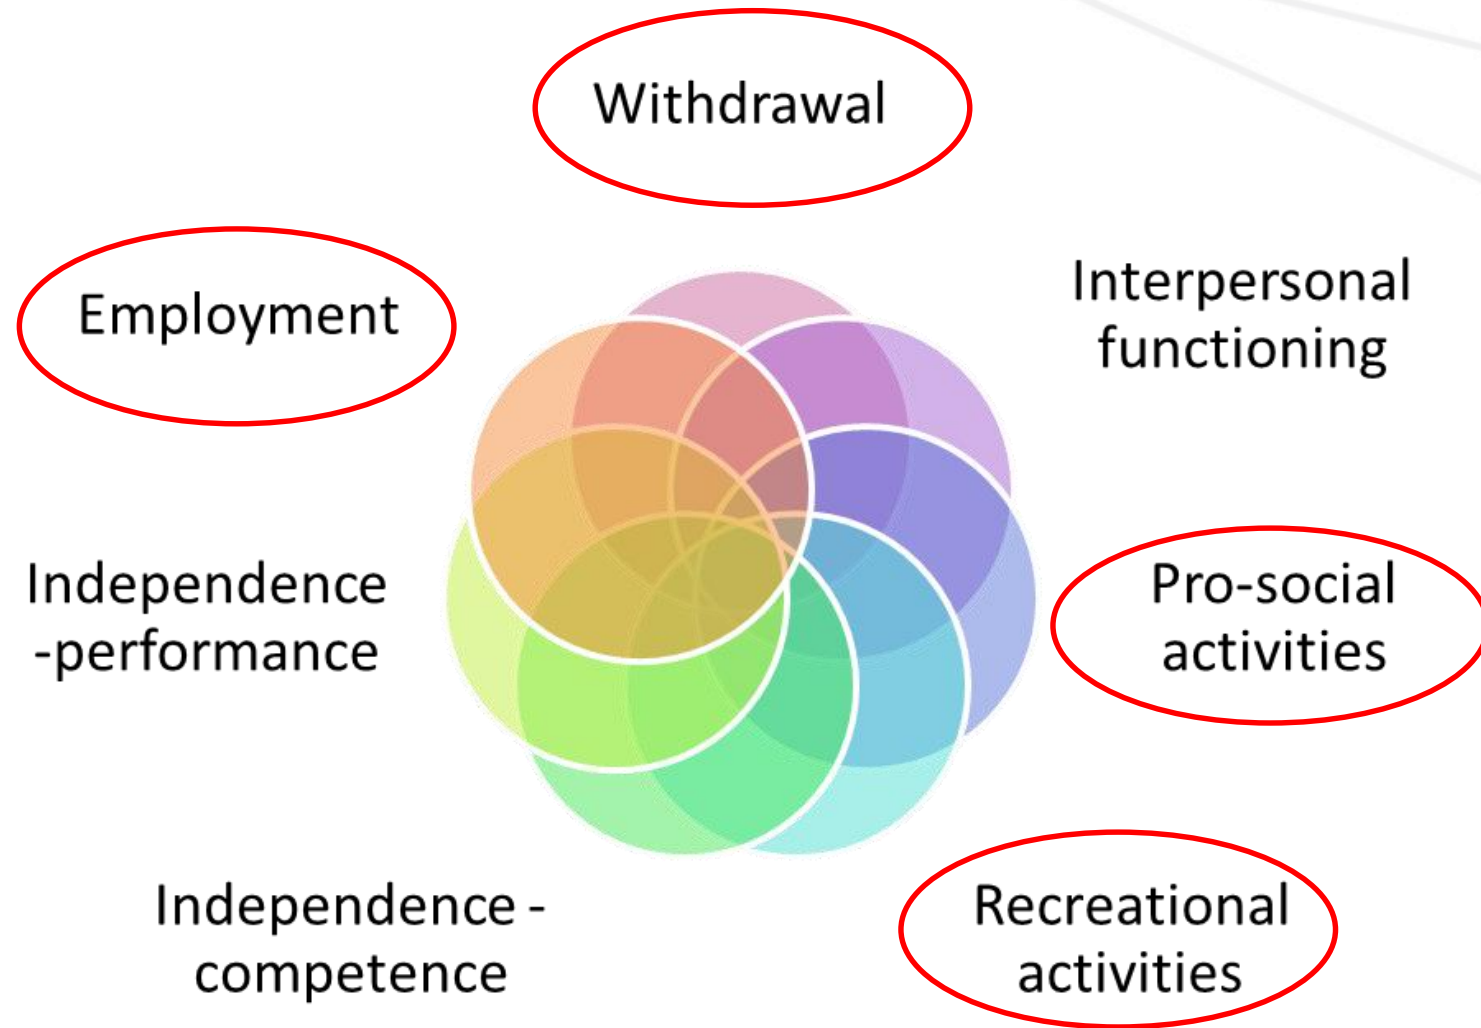 Withdrawal
Interpersonal
functioning
Pro-social
activities
Recreational
activities
Independence -
competence
Independence
-performance
Employment